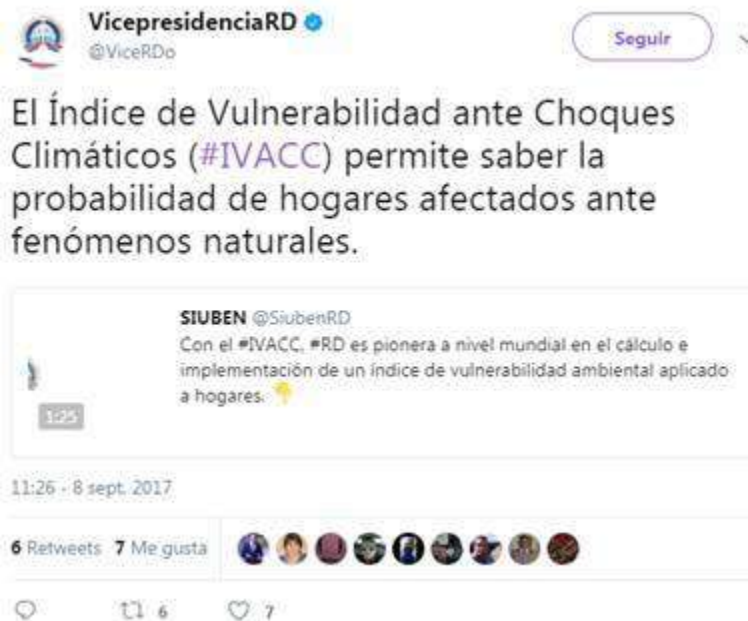 VicepresidenciaRD
@ViceRDo
Seguir
El Índice de Vulnerabilidad ante Choques
Climáticos (#IVACC) permite saber la
probabilidad de hogares afectados ante
fenómenos naturales.
SIUBEN @SiubenRD
Con el #IVACC, #RD es pionera a nivel mundial en el cálculo e
implementación de un índice de vulnerabilidad ambiental aplicado
a hogares. 👇
1:25
11:26 - 8 sept. 2017
6 Retweets 7 Me gusta
6 7